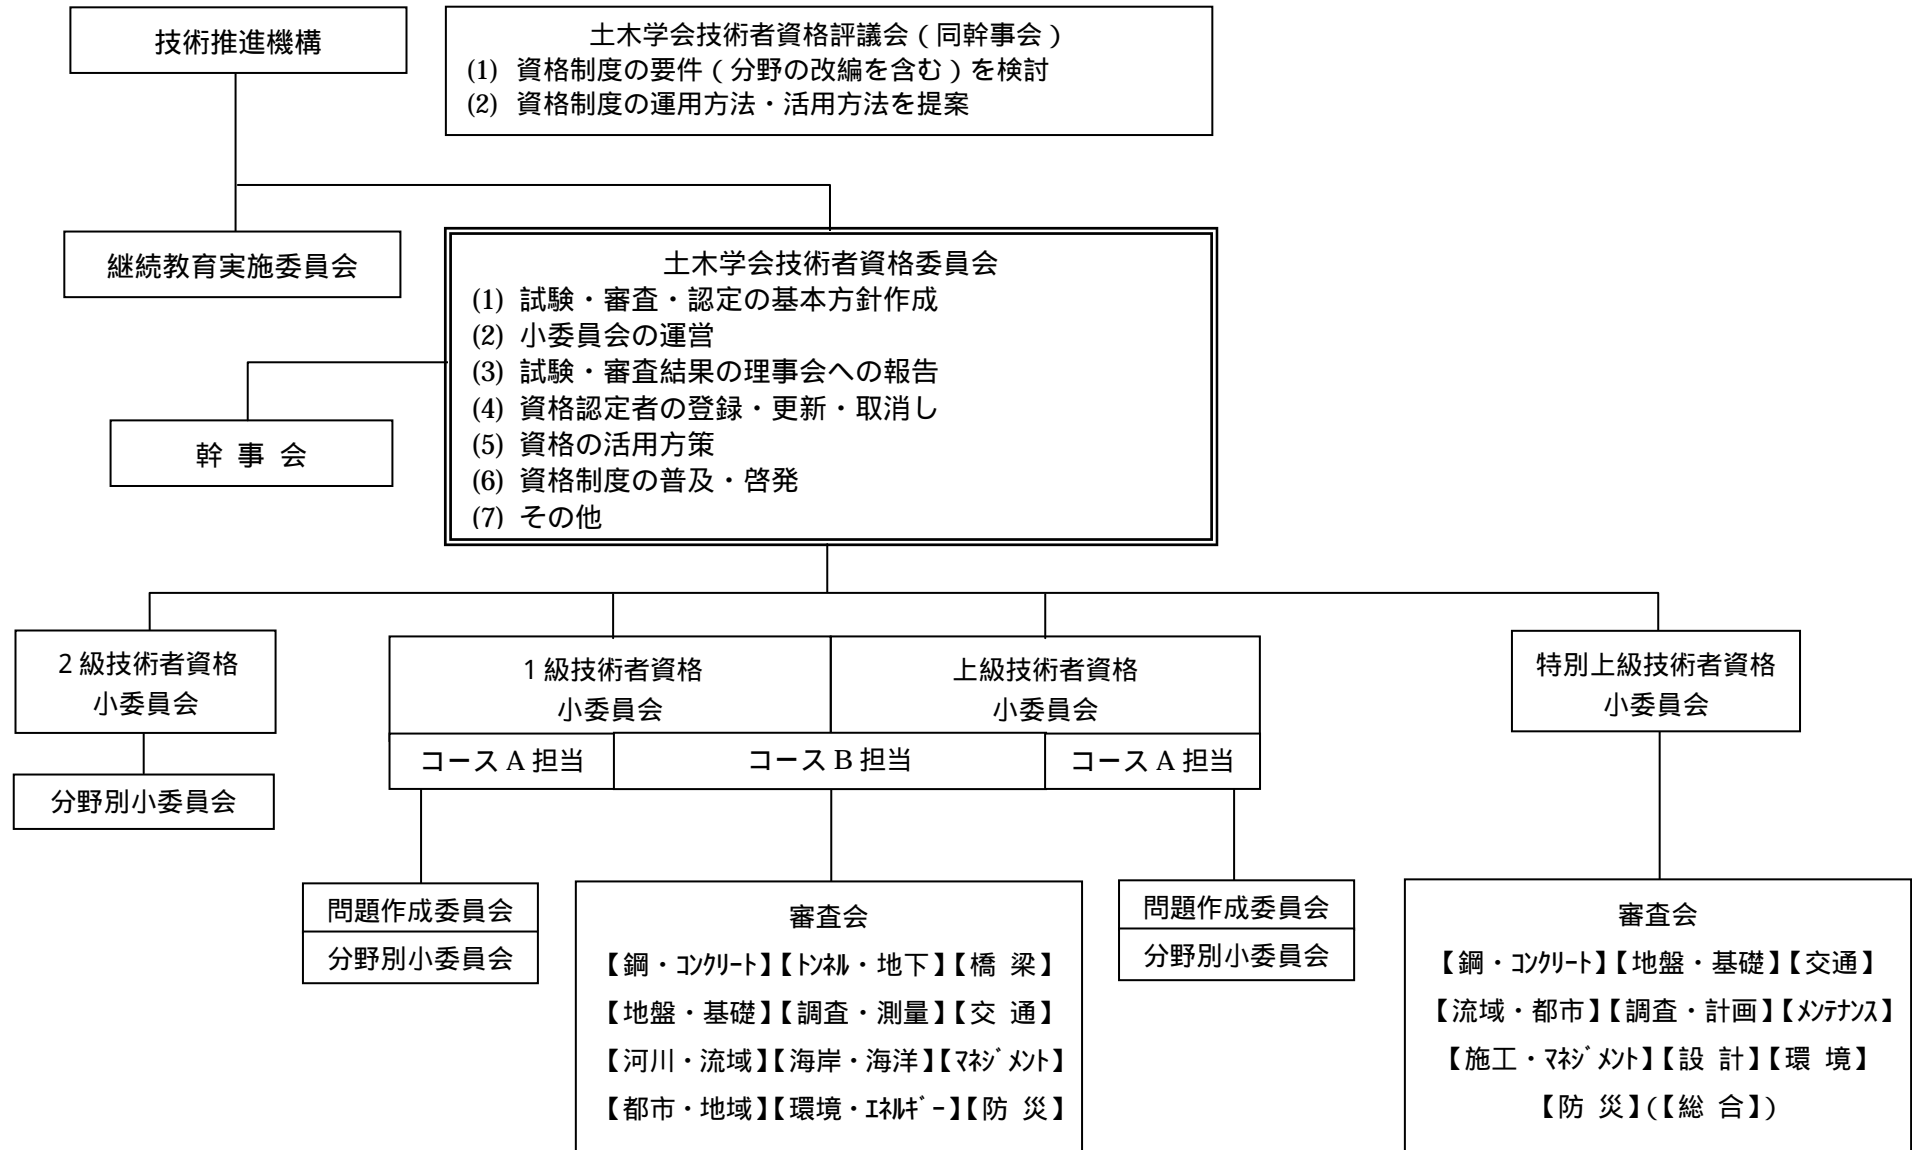 技術推進機構
土木学会技術者資格評議会（同幹事会）
(1) 資格制度の要件（分野の改編を含む）を検討
(2) 資格制度の運用方法・活用方法を提案
継続教育実施委員会
土木学会技術者資格委員会
(1) 試験・審査・認定の基本方針作成
(2) 小委員会の運営
(3) 試験・審査結果の理事会への報告
(4) 資格認定者の登録・更新・取消し
(5) 資格の活用方策
(6) 資格制度の普及・啓発
(7) その他
幹 事 会
2 級技術者資格
小委員会
分野別小委員会
1 級技術者資格
小委員会
上級技術者資格
小委員会
コース A 担当
コース B 担当
コース A 担当
特別上級技術者資格
小委員会
問題作成委員会
分野別小委員会
審査会
【鋼・ｺﾝｸﾘｰﾄ】【ﾄﾝﾈﾙ・地下】【橋 梁】
【地盤・基礎】【調査・測量】【交 通】
【河川・流域】【海岸・海洋】【ﾏﾈｼﾞﾒﾝﾄ】
【都市・地域】【環境・ｴﾈﾙｷﾞｰ】【防 災】
問題作成委員会
分野別小委員会
審査会
【鋼・ｺﾝｸﾘｰﾄ】【地盤・基礎】【交通】
【流域・都市】【調査・計画】【ﾒﾝﾃﾅﾝｽ】
【施工・ﾏﾈｼﾞﾒﾝﾄ】【設 計】【環 境】
【防 災】(【総 合】)